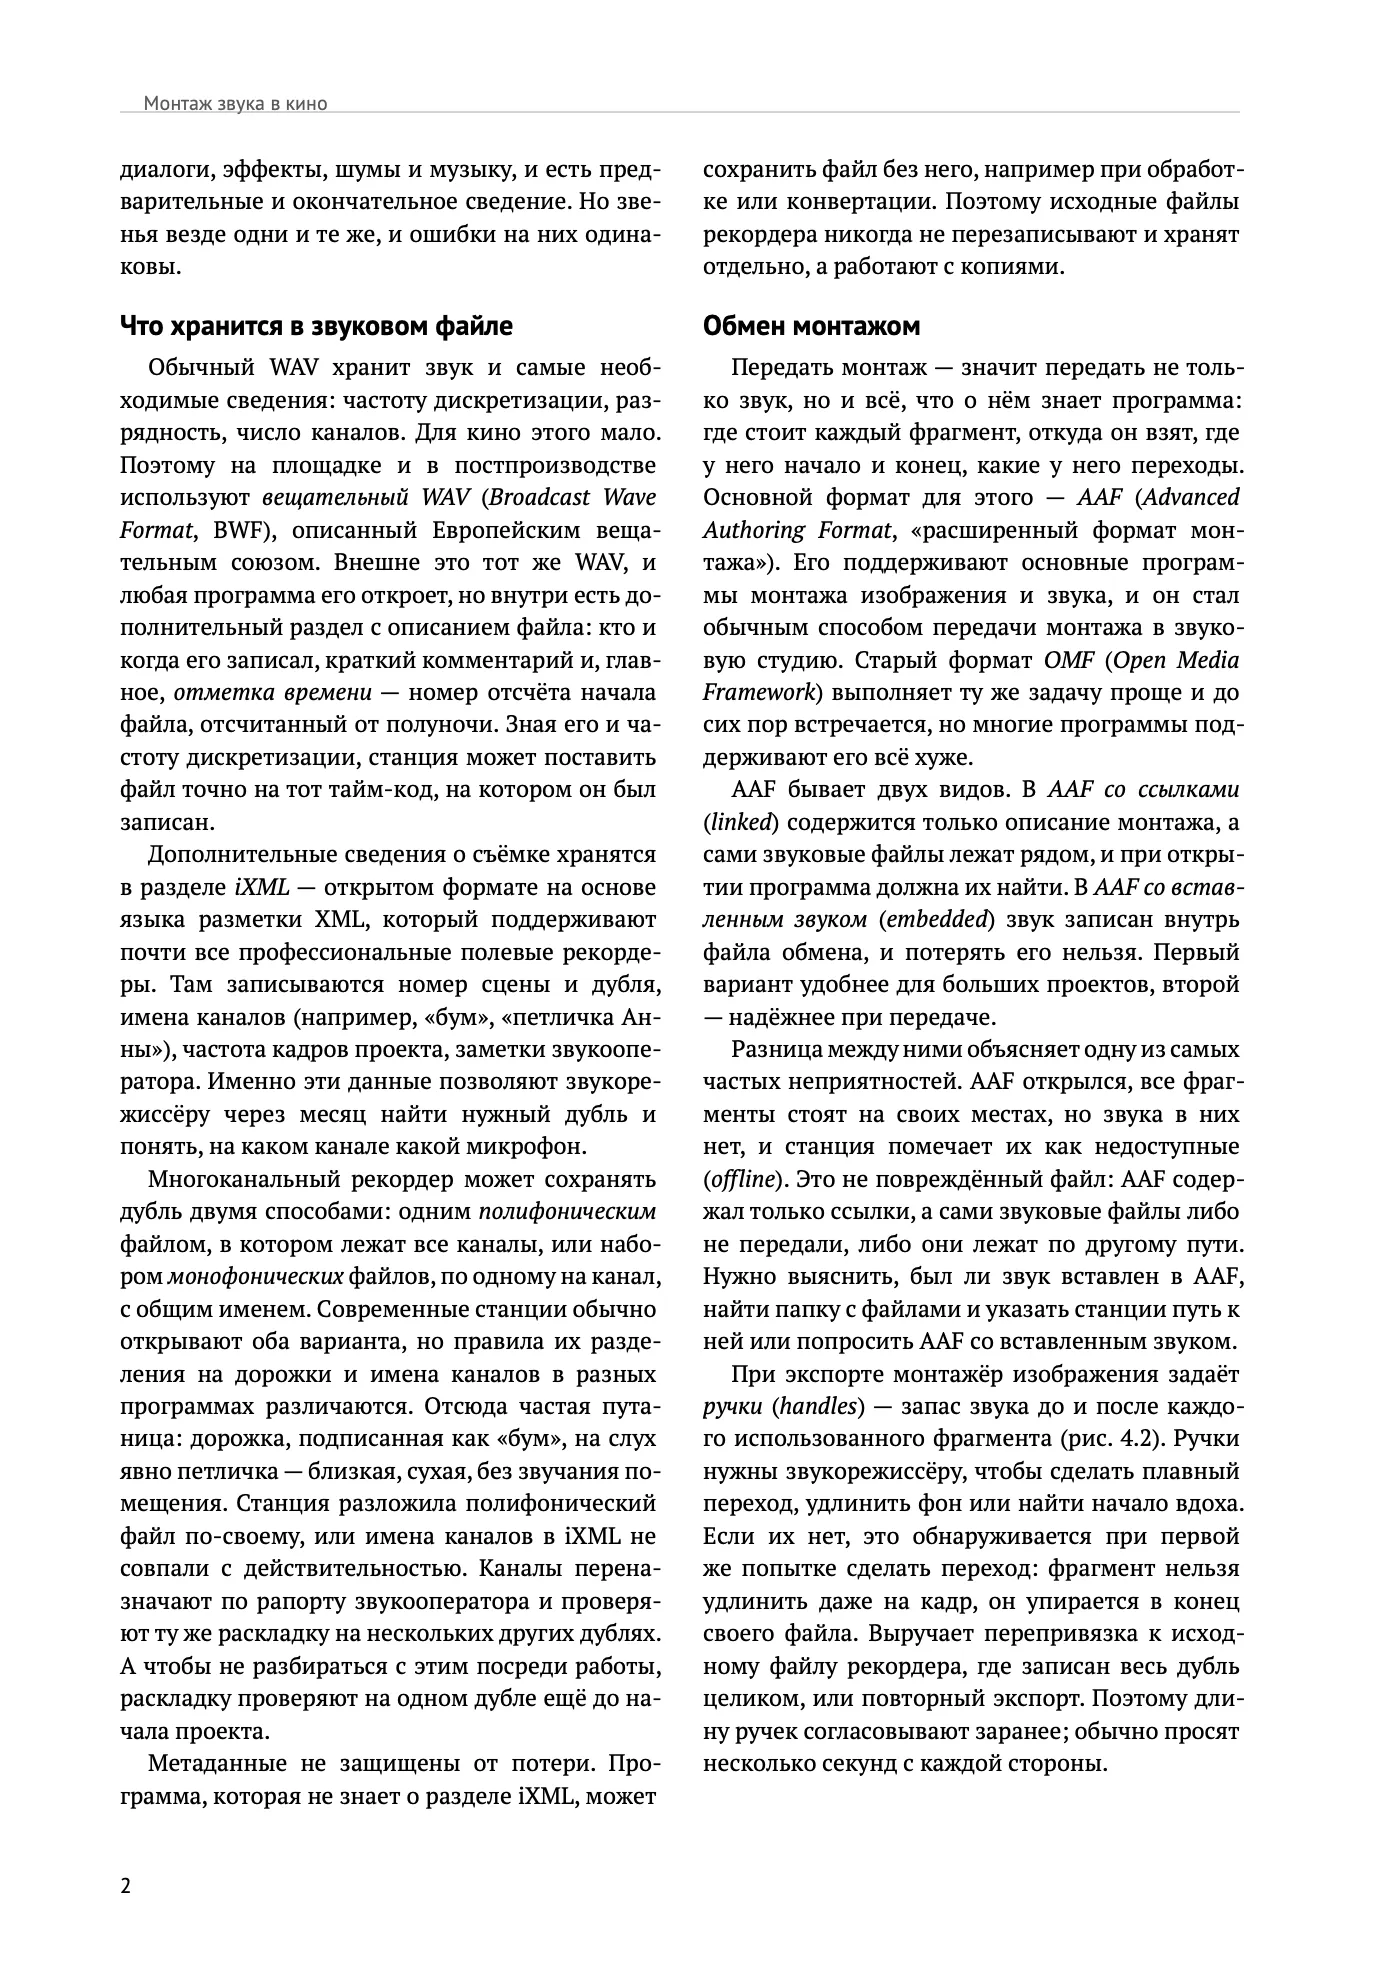 Монтаж звука в кино
диалоги, эффекты, шумы и музыку, и есть пред-
варительные и окончательное сведение. Но зве-
нья везде одни и те же, и ошибки на них одина-
ковы.
Что хранится в звуковом файле
Обычный WAV хранит звук и самые необ-
ходимые сведения: частоту дискретизации, раз-
рядность, число каналов. Для кино этого мало.
Поэтому на площадке и в постпроизводстве
используют вещательный WAV (Broadcast Wave
Format, BWF), описанный Европейским веща-
тельным союзом. Внешне это тот же WAV, и
любая программа его откроет, но внутри есть до-
полнительный раздел с описанием файла: кто и
когда его записал, краткий комментарий и, глав-
ное, отметка времени — номер отсчёта начала
файла, отсчитанный от полуночи. Зная его и ча-
стоту дискретизации, станция может поставить
файл точно на тот тайм-код, на котором он был
записан.
Дополнительные сведения о съёмке хранятся
в разделе iXML — открытом формате на основе
языка разметки XML, который поддерживают
почти все профессиональные полевые рекорде-
ры. Там записываются номер сцены и дубля,
имена каналов (например, «бум», «петличка Ан-
ны»), частота кадров проекта, заметки звукоопе-
ратора. Именно эти данные позволяют звукоре-
жиссёру через месяц найти нужный дубль и
понять, на каком канале какой микрофон.
Многоканальный рекордер может сохранять
дубль двумя способами: одним полифоническим
файлом, в котором лежат все каналы, или набо-
ром монофонических файлов, по одному на канал,
с общим именем. Современные станции обычно
открывают оба варианта, но правила их разде-
ления на дорожки и имена каналов в разных
программах различаются. Отсюда частая пута-
ница: дорожка, подписанная как «бум», на слух
явно петличка — близкая, сухая, без звучания по-
мещения. Станция разложила полифонический
файл по-своему, или имена каналов в iXML не
совпали с действительностью. Каналы перена-
значают по рапорту звукооператора и проверя-
ют ту же раскладку на нескольких других дублях.
А чтобы не разбираться с этим посреди работы,
раскладку проверяют на одном дубле ещё до на-
чала проекта.
Метаданные не защищены от потери. Про-
грамма, которая не знает о разделе iXML, может
сохранить файл без него, например при обработ-
ке или конвертации. Поэтому исходные файлы
рекордера никогда не перезаписывают и хранят
отдельно, а работают с копиями.
Обмен монтажом
Передать монтаж — значит передать не толь-
ко звук, но и всё, что о нём знает программа:
где стоит каждый фрагмент, откуда он взят, где
у него начало и конец, какие у него переходы.
Основной формат для этого — AAF (Advanced
Authoring Format, «расширенный формат мон-
тажа»). Его поддерживают основные програм-
мы монтажа изображения и звука, и он стал
обычным способом передачи монтажа в звуко-
вую студию. Старый формат OMF (Open Media
Framework) выполняет ту же задачу проще и до
сих пор встречается, но многие программы под-
держивают его всё хуже.
AAF бывает двух видов. В AAF со ссылками
(linked) содержится только описание монтажа, а
сами звуковые файлы лежат рядом, и при откры-
тии программа должна их найти. В AAF со встав-
ленным звуком (embedded) звук записан внутрь
файла обмена, и потерять его нельзя. Первый
вариант удобнее для больших проектов, второй
— надёжнее при передаче.
Разница между ними объясняет одну из самых
частых неприятностей. AAF открылся, все фраг-
менты стоят на своих местах, но звука в них
нет, и станция помечает их как недоступные
(offline). Это не повреждённый файл: AAF содер-
жал только ссылки, а сами звуковые файлы либо
не передали, либо они лежат по другому пути.
Нужно выяснить, был ли звук вставлен в AAF,
найти папку с файлами и указать станции путь к
ней или попросить AAF со вставленным звуком.
При экспорте монтажёр изображения задаёт
ручки (handles) — запас звука до и после каждо-
го использованного фрагмента (рис. 4.2). Ручки
нужны звукорежиссёру, чтобы сделать плавный
переход, удлинить фон или найти начало вдоха.
Если их нет, это обнаруживается при первой
же попытке сделать переход: фрагмент нельзя
удлинить даже на кадр, он упирается в конец
своего файла. Выручает перепривязка к исход-
ному файлу рекордера, где записан весь дубль
целиком, или повторный экспорт. Поэтому дли-
ну ручек согласовывают заранее; обычно просят
несколько секунд с каждой стороны.
2